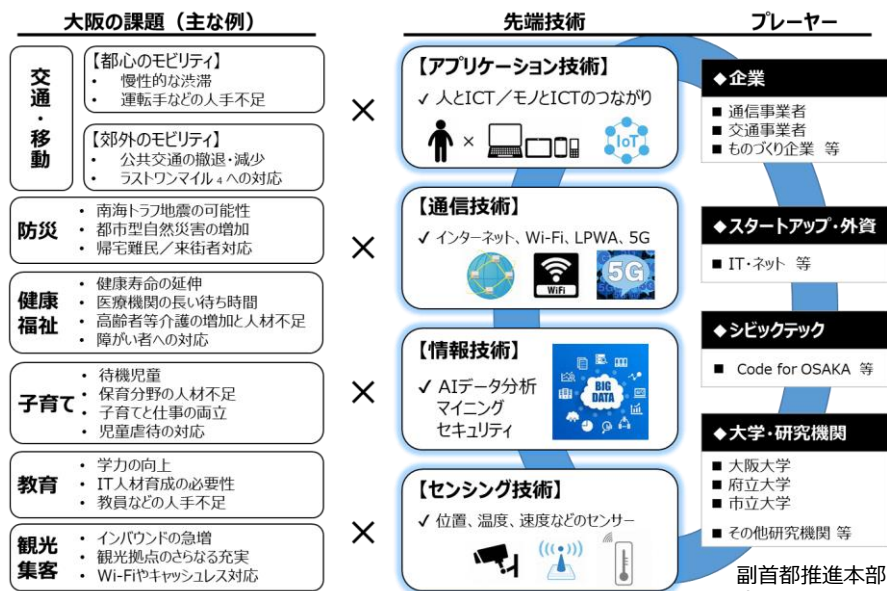 大阪の課題（主な例）
先端技術
プレーヤー
交通・移動
【都心のモビリティ】
・ 慢性的な渋滞
・ 運転手などの人手不足
【郊外のモビリティ】
・ 公共交通の撤退・減少
・ ラストワンマイル 4 への対応
防災
・ 南海トラフ地震の可能性
・ 都市型自然災害の増加
・ 帰宅難民／来街者対応
健康
福祉
・ 健康寿命の延伸
・ 医療機関の長い待ち時間
・ 高齢者等介護の増加と人材不足
・ 障がい者への対応
子育て
・ 待機児童
・ 保育分野の人材不足
・ 子育てと仕事の両立
・ 児童虐待の対応
教育
・ 学力の向上
・ IT人材育成の必要性
・ 教員などの人手不足
観光
集客
・ インバウンドの急増
・ 観光拠点のさらなる充実
・ Wi-Fiやキャッシュレス対応
×
×
×
×
×
【アプリケーション技術】
✓ 人とICT／モノとICTのつながり
×
IoT
【通信技術】
✓ インターネット、Wi-Fi、LPWA、5G
WiFi
5G
【情報技術】
✓ AIデータ分析
マイニング
セキュリティ
BIG
DATA
【センシング技術】
✓ 位置、温度、速度などのセンサー
◆企業
■ 通信事業者
■ 交通事業者
■ ものづくり企業 等
◆スタートアップ・外資
■ IT・ネット 等
◆シビックテック
■ Code for OSAKA 等
◆大学・研究機関
■ 大阪大学
■ 府立大学
■ 市立大学
■ その他研究機関 等
副首都推進本部